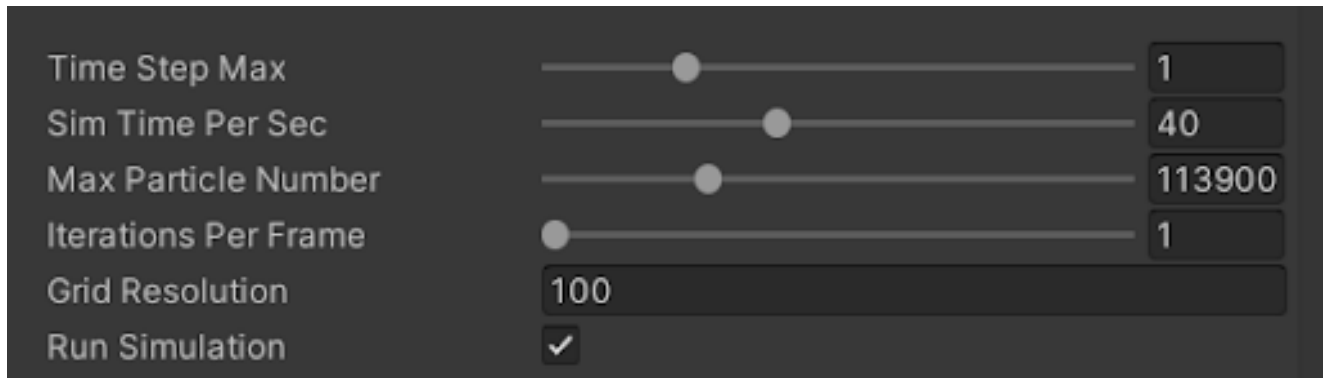 Time Step Max 1
Sim Time Per Sec 40
Max Particle Number 113900
Iterations Per Frame 1
Grid Resolution 100
Run Simulation